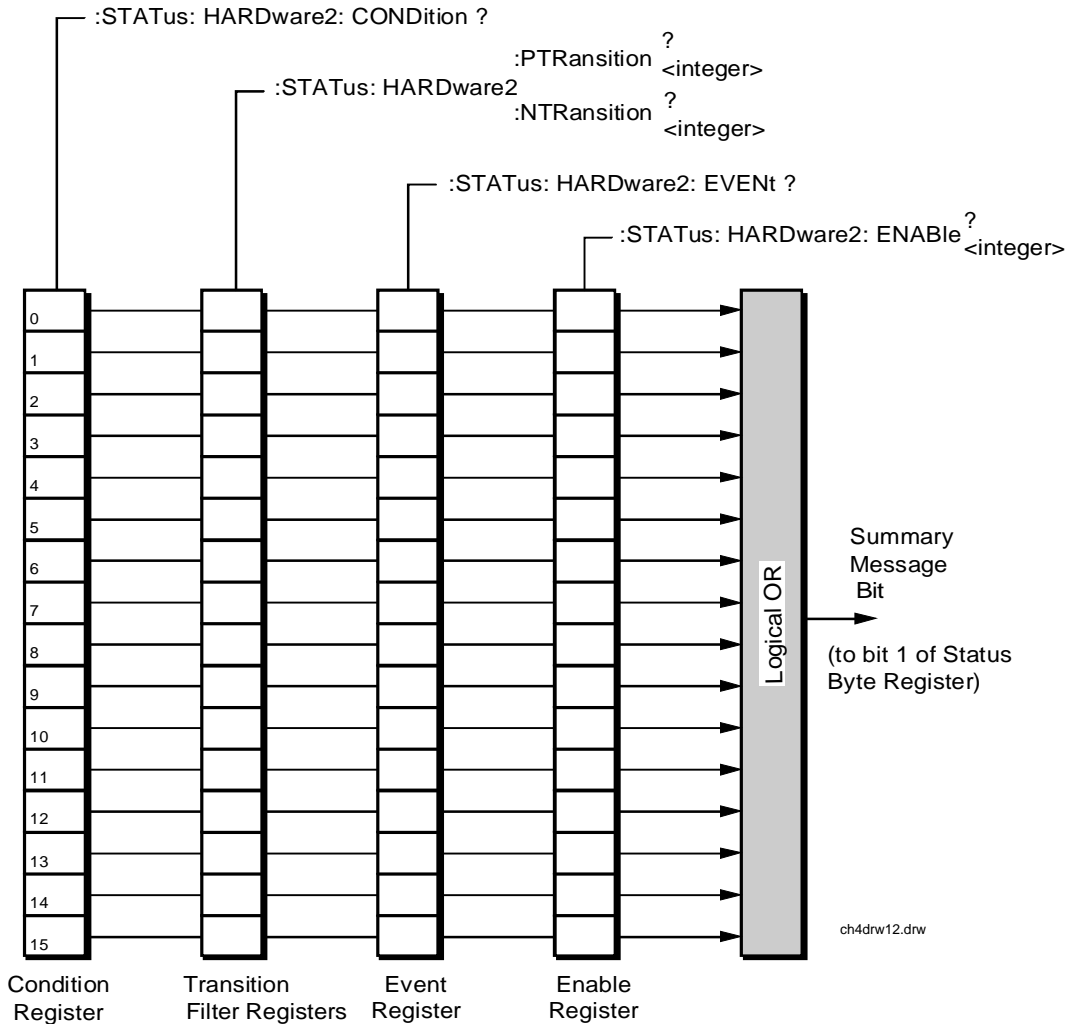 :STATus: HARDware2: CONDition ?
:STATus: HARDware2
:PTRansition ?
<integer>
:NTRansition ?
<integer>
:STATus: HARDware2: EVENt ?
:STATus: HARDware2: ENABle ?
<integer>
0
1
2
3
4
5
6
7
8
9
10
11
12
13
14
15
Logical OR
Summary
Message
Bit
(to bit 1 of Status
Byte Register)
ch4drw12.drw
Condition
Register
Transition
Filter Registers
Event
Register
Enable
Register